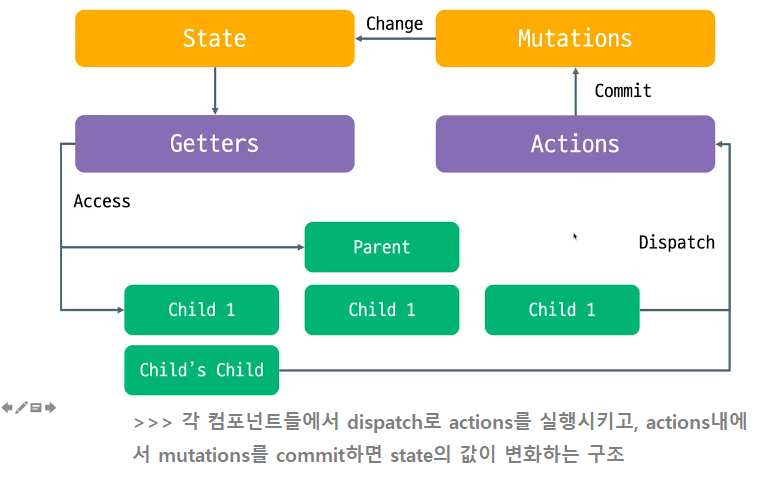 Change
State
Mutations
Commit
Getters
Actions
Access
Parent
Dispatch
Child 1
Child 1
Child 1
Child’s Child
>>> 각 컴포넌트들에서 dispatch로 actions를 실행시키고, actions내에
서 mutations를 commit하면 state의 값이 변화하는 구조